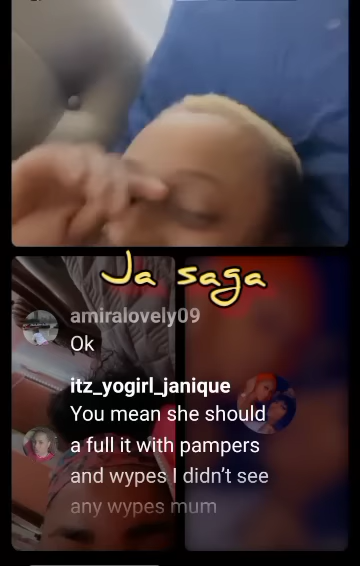 Ja saga
amiralovely09
Ok
itz_yogirl_janique
You mean she should
a full it with pampers
and wypes I didn't see
any wypes mum